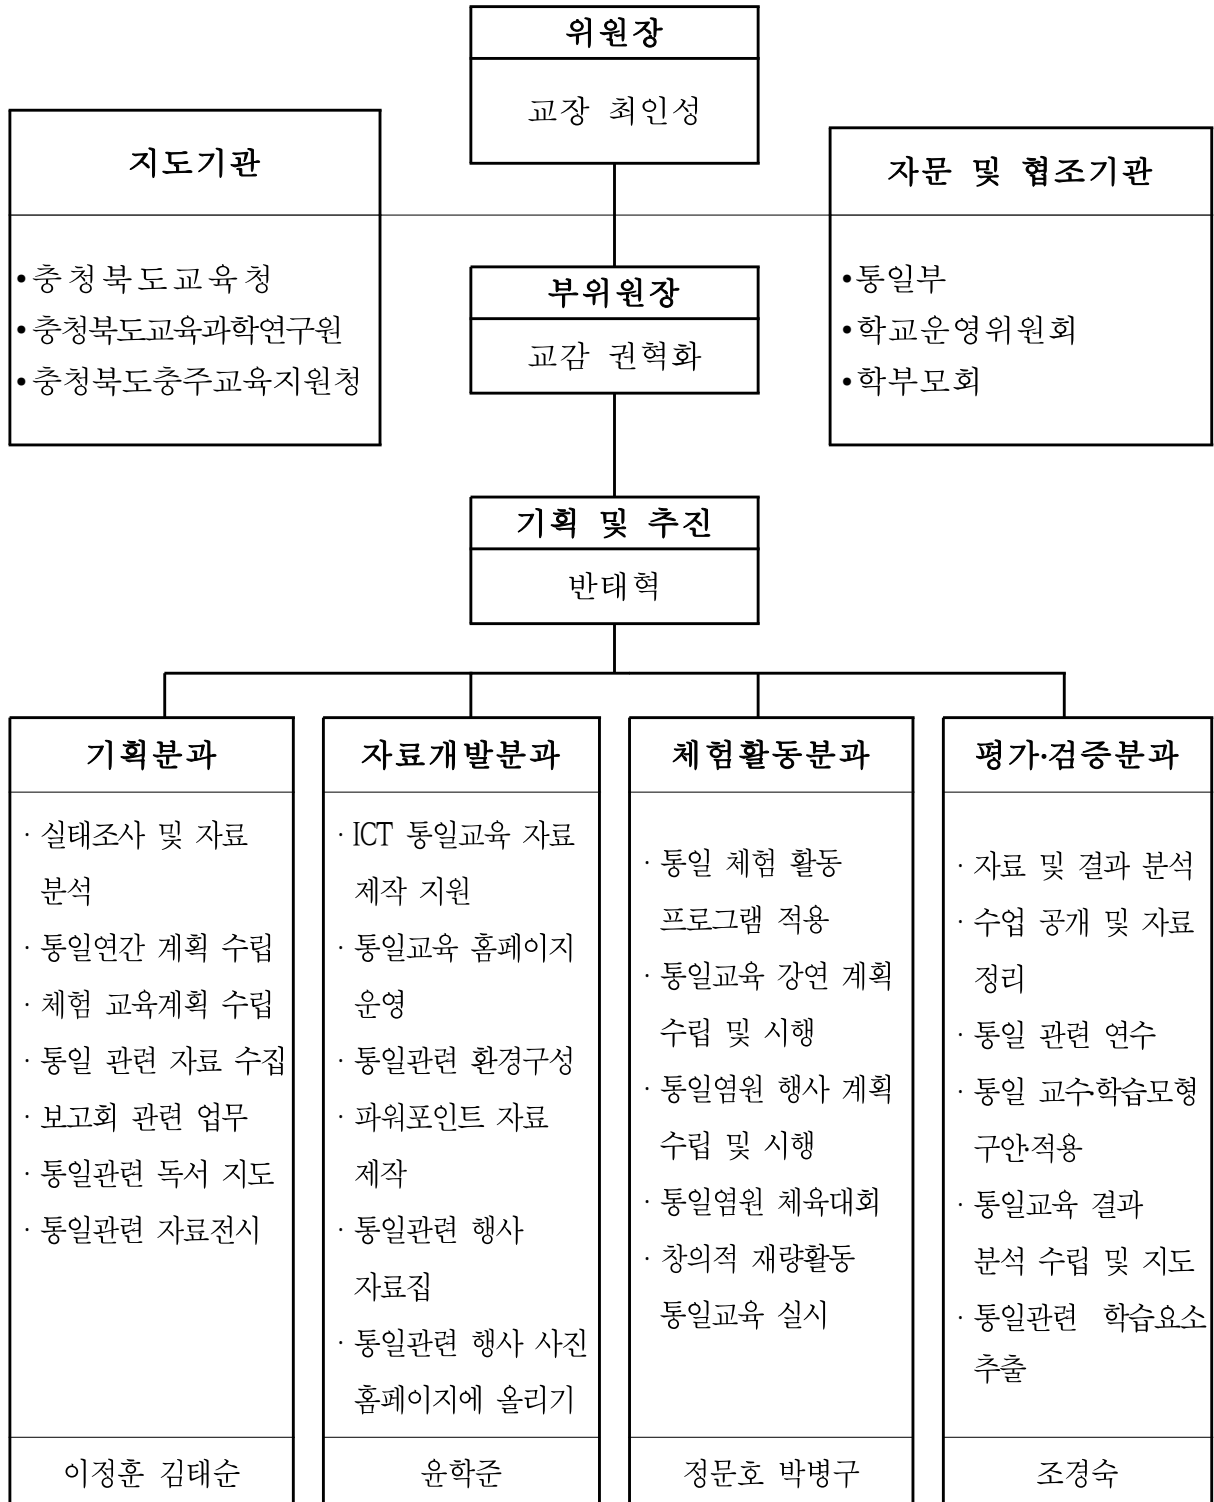 위원장
교장 최인성
지도기관
•충청북도교육청
•충청북도교육과학연구원
•충청북도충주교육지원청
자문 및 협조기관
•통일부
•학교운영위원회
•학부모회
부위원장
교감 권혁화
기획 및 추진
반태혁
기획분과
· 실태조사 및 자료
분석
· 통일연간 계획 수립
· 체험 교육계획 수립
· 통일 관련 자료 수집
· 보고회 관련 업무
· 통일관련 독서 지도
· 통일관련 자료전시
이정훈 김태순
자료개발분과
· ICT 통일교육 자료
제작 지원
· 통일교육 홈페이지
운영
· 통일관련 환경구성
· 파워포인트 자료
제작
· 통일관련 행사
자료집
· 통일관련 행사 사진
홈페이지에 올리기
윤학준
체험활동분과
· 통일 체험 활동
프로그램 적용
· 통일교육 강연 계획
수립 및 시행
· 통일염원 행사 계획
수립 및 시행
· 통일염원 체육대회
· 창의적 재량활동
통일교육 실시
정문호 박병구
평가·검증분과
· 자료 및 결과 분석
· 수업 공개 및 자료
정리
· 통일 관련 연수
· 통일 교수·학습모형
구안·적용
· 통일교육 결과
분석 수립 및 지도
· 통일관련 학습요소
추출
조경숙